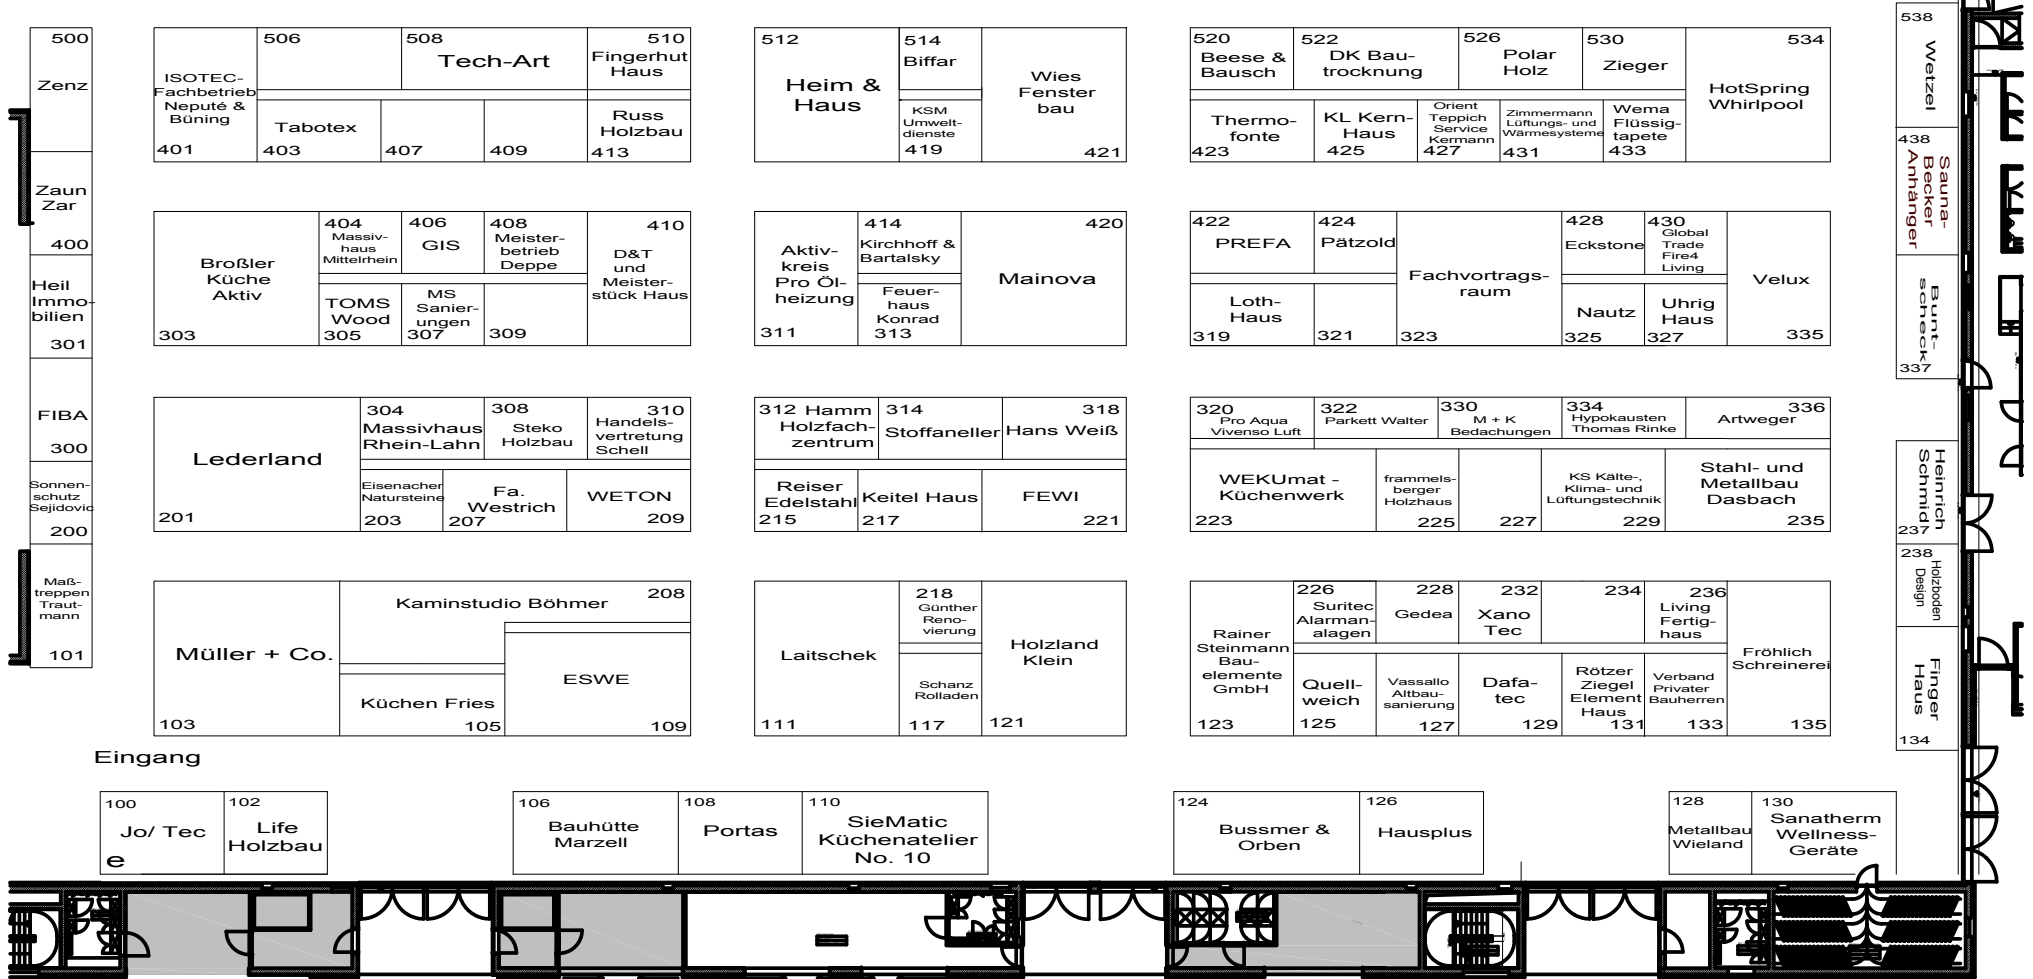 500
Zenz
Zaun
Zar
400
Heil
Immo-
bilien
301
FIBA
300
Sonnen-
schutz
Sejidovic
200
Maß-
treppen
Traut-
mann
101
ISOTEC-
Fachbetrieb
Neputé &
Büning
401
506
508
Tech-Art
510
Fingerhut
Haus
Tabotex
403
407
409
Russ
Holzbau
413
512
Heim &
Haus
514
Biffar
KSM
Umwelt-
dienste
419
Wies
Fenster
bau
421
520
Beese &
Bausch
522
DK Bau-
trocknung
526
Polar
Holz
530
Zieger
534
HotSpring
Whirlpool
Thermo-
fonte
423
KL Kern-
Haus
425
Orient
Teppich
Service
Kermann
427
Zimmermann
Lüftungs- und
Wärmesysteme
431
Wema
Flüssig-
tapete
433
538
Wetzel
438
Sauna-
Becker
Anhänger
Bunt-
scheck
337
Broßler
Küche
Aktiv
303
404
Massiv-
haus
Mittelrhein
406
GIS
408
Meister-
betrieb
Deppe
410
D&T
und
Meister-
stück Haus
TOMS
Wood
305
MS
Sanier-
ungen
307
309
Aktiv-
kreis
Pro Öl-
heizung
311
414
Kirchhoff &
Bartalsky
Feuer-
haus
Konrad
313
420
Mainova
422
PREFA
424
Pätzold
Fachvortrags-
raum
323
428
Eckstone
430
Global
Trade
Fire4
Living
Velux
335
Loth-
Haus
319
321
Nautz
325
Uhrig
Haus
327
Lederland
201
304
Massivhaus
Rhein-Lahn
308
Steko
Holzbau
310
Handels-
vertretung
Schell
Eisenacher
Natursteine
203
Fa.
Westrich
207
WETON
209
312 Hamm
Holzfach-
zentrum
314
Stoffaneller
318
Hans Weiß
Reiser
Edelstahl
215
Keitel Haus
217
FEWI
221
320
Pro Aqua
Vivenso Luft
322
Parkett Walter
330
M + K
Bedachungen
334
Hypokausten
Thomas Rinke
336
Artweger
WEKUmat -
Küchenwerk
223
frammels-
berger
Holzhaus
225
227
KS Kälte-,
Klima- und
Lüftungstechnik
229
Stahl- und
Metallbau
Dasbach
235
Heinrich
Schmidt
237
238
Holzboden
Design
Finger
Haus
134
Müller + Co.
103
Kaminstudio Böhmer
208
Küchen Fries
105
ESWE
109
Laitschek
111
218
Günther
Reno-
vierung
Schanz
Rolladen
117
Holzland
Klein
121
Rainer
Steinmann
Bau-
elemente
GmbH
123
226
Suritec
Alarman-
alagen
228
Gedea
232
Xano
Tec
234
236
Living
Fertig-
haus
Fröhlich
Schreinerei
135
Quell-
weich
125
Vassallo
Altbau-
sanierung
127
Dafa-
tec
129
Rötzer
Ziegel
Element
Haus
131
Verband
Privater
Bauherren
133
Eingang
100
Jo/ Tec
e
102
Life
Holzbau
106
Bauhütte
Marzell
108
Portas
110
SieMatic
Küchenatelier
No. 10
124
Bussmer &
Orben
126
Hausplus
128
Metallbau
Wieland
130
Sanatherm
Wellness-
Geräte